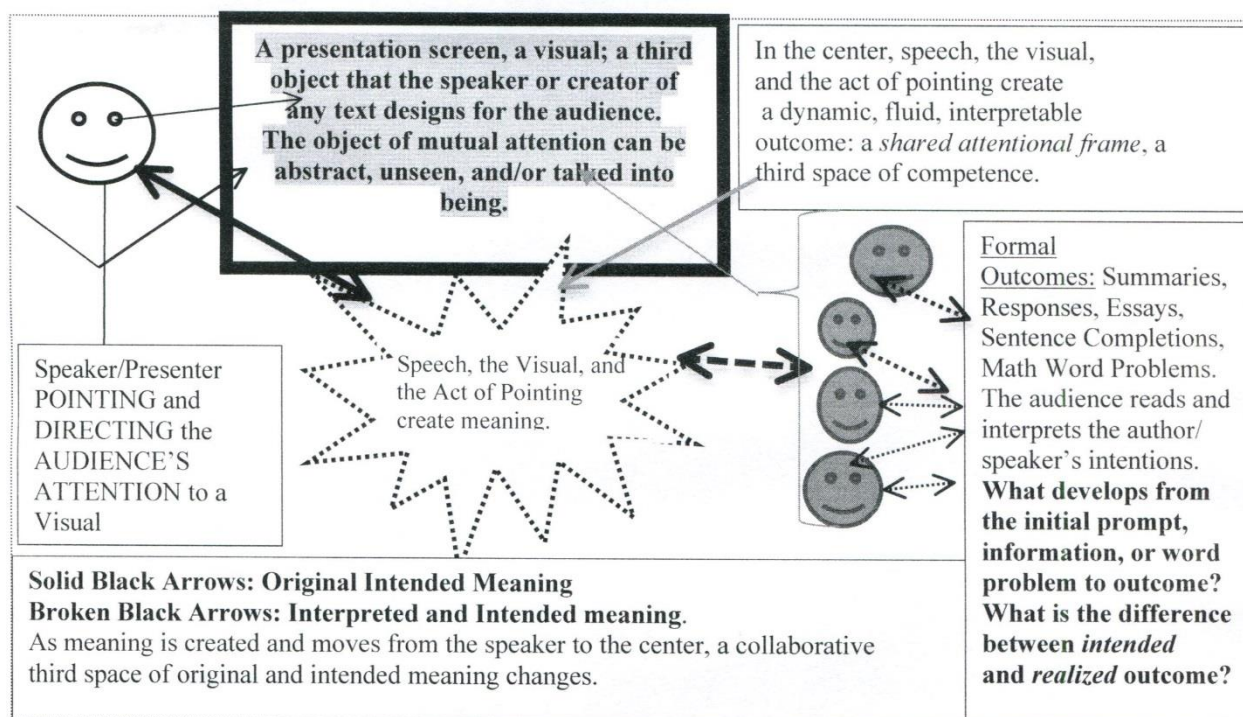 A presentation screen, a visual; a third
object that the speaker or creator of
any text designs for the audience.
The object of mutual attention can be
abstract, unseen, and/or talked into
being.
In the center, speech, the visual,
and the act of pointing create
a dynamic, fluid, interpretable
outcome: a shared attentional frame, a
third space of competence.
Speaker/Presenter
POINTING and
DIRECTING the
AUDIENCE'S
ATTENTION to a
Visual
Speech, the Visual, and
the Act of Pointing
create meaning.
Formal
Outcomes: Summaries,
Responses, Essays,
Sentence Completions,
Math Word Problems.
The audience reads and
interprets the author/
speaker's intentions.
What develops from
the initial prompt,
information, or word
problem to outcome?
What is the difference
between intended
and realized outcome?
Solid Black Arrows: Original Intended Meaning
Broken Black Arrows: Interpreted and Intended meaning.
As meaning is created and moves from the speaker to the center, a collaborative
third space of original and intended meaning changes.